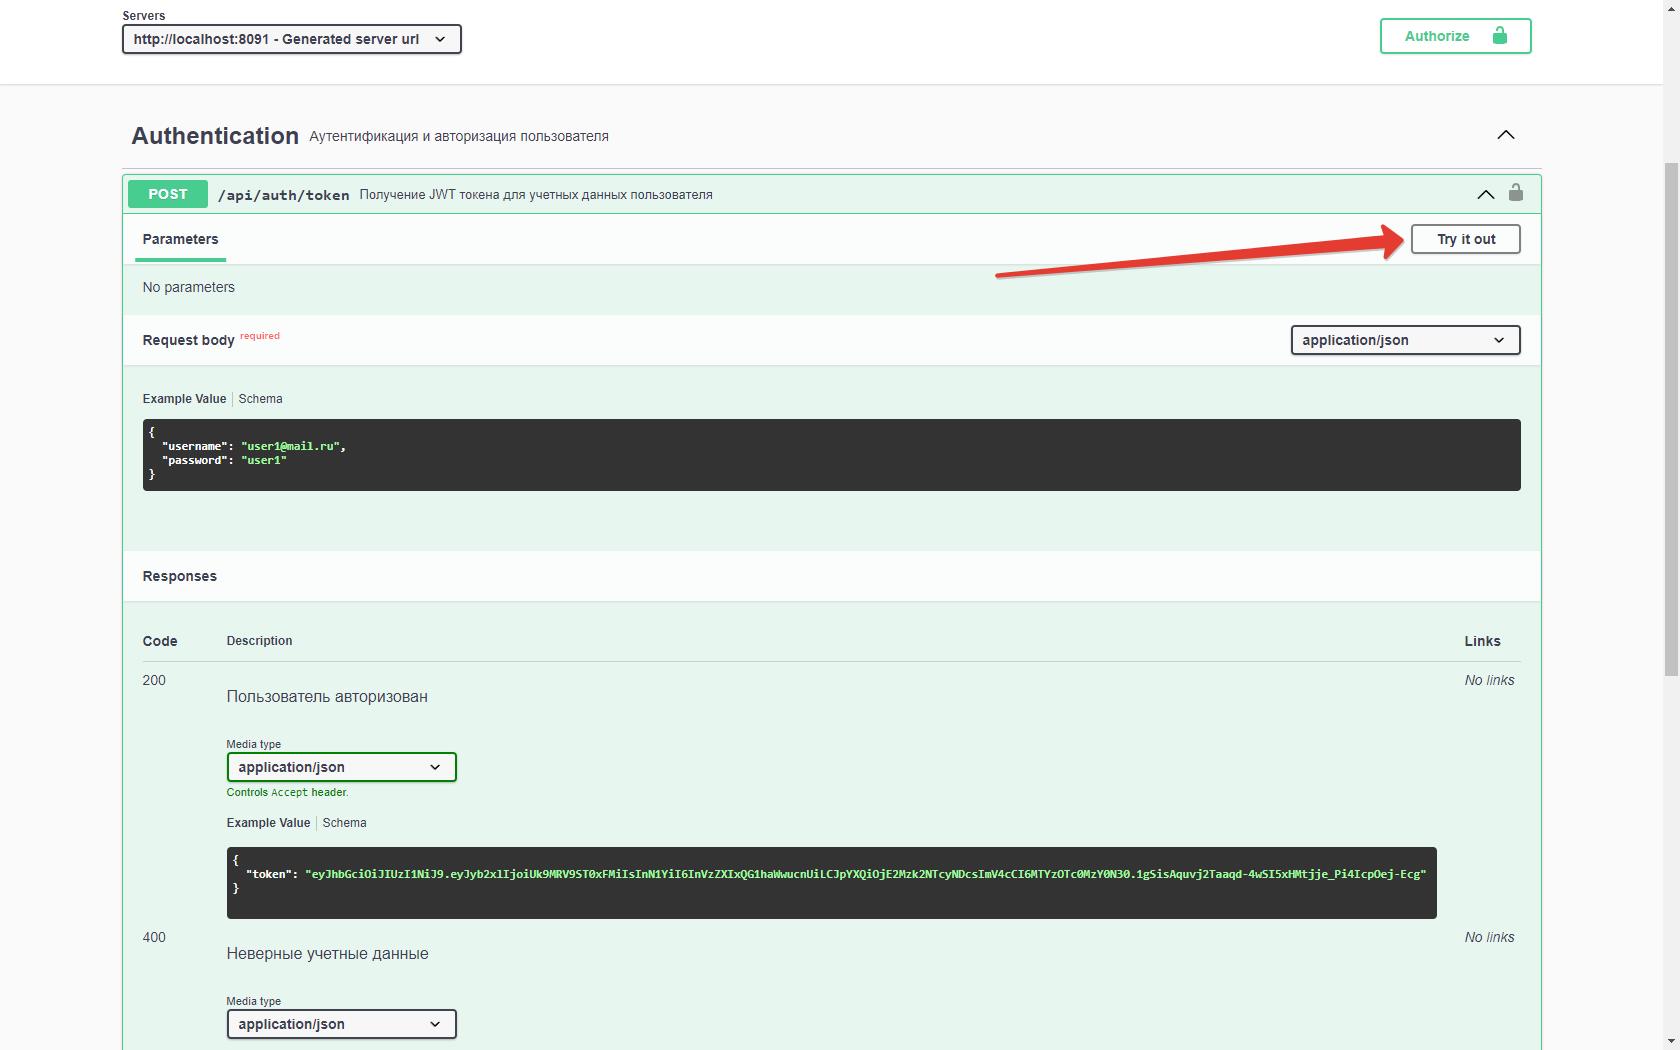 Servers
http://localhost:8091 - Generated server url
Authorize
Authentication Аутентификация и авторизация пользователя
POST /api/auth/token Получение JWT токена для учетных данных пользователя
Parameters
Try it out
No parameters
Request body required
application/json
Example Value | Schema
{
"username": "user1@mail.ru",
"password": "user1"
}
Responses
Code Description Links
200 Пользователь авторизован No links
Media type
application/json
Controls Accept header.
Example Value | Schema
{
"token": "eyJhbGciOiJIUzI1NiJ9.eyJyb2xlIjoiUk9MRV9ST0xFMiIsInN1YiI6InVzZXIxQG1haWwucnUiLCJpYXQiOjE2Mzk2NTcyNDcsImV4cCI6MTYzOTc0MzY0N30.1gSisAquvj2Taaqd-4wSI5xHMtjje_Pi4IcpOej-Ecg"
}
400 Неверные учетные данные No links
Media type
application/json